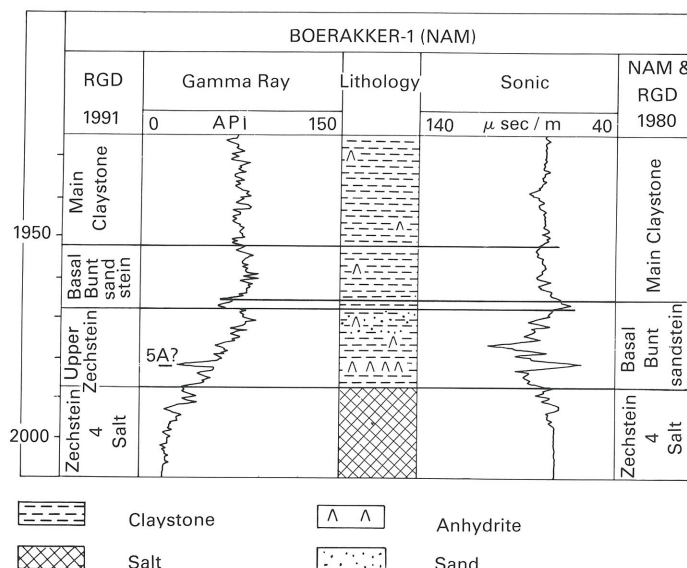 BOERAKKER-1 (NAM)
RGD
1991
Gamma Ray
0 API 150
Lithology
Sonic
140 µ sec / m 40
NAM &
RGD
1980
Main
Claystone
Basal
Bunt
sand
stein
Upper
Zechstein
Zechstein
4
Salt
1950
2000
5A?
Main Claystone
Basal
Bunt
sandstein
Zechstein
4
Salt
Claystone
Anhydrite
Salt
Sand